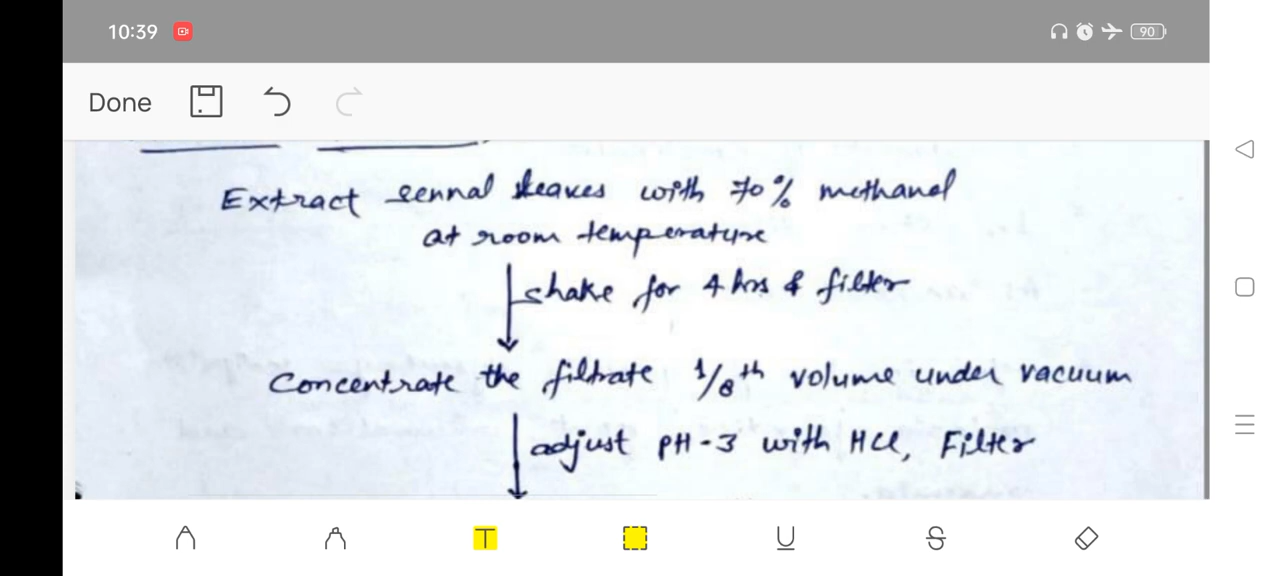 10:39
90
Done
Extract sennal leaves with 70% methanol
at room temperature
shake for 4 hrs & filter
Concentrate the filtrate 1/8th volume under vacuum
adjust PH-3 with HCl, Filter
T
U
S